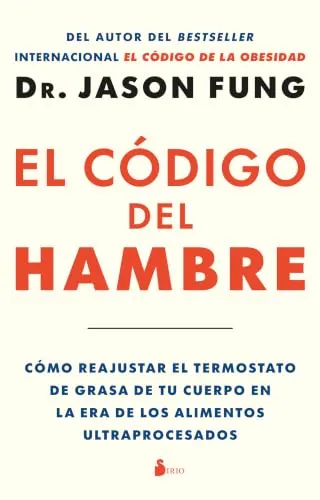 DEL AUTOR DEL BESTSELLER
INTERNACIONAL EL CÓDIGO DE LA OBESIDAD
DR. JASON FUNG
EL CÓDIGO
DEL
HAMBRE
CÓMO REAJUSTAR EL TERMOSTATO
DE GRASA DE TU CUERPO EN
LA ERA DE LOS ALIMENTOS
ULTRAPROCESADOS
SIRIO